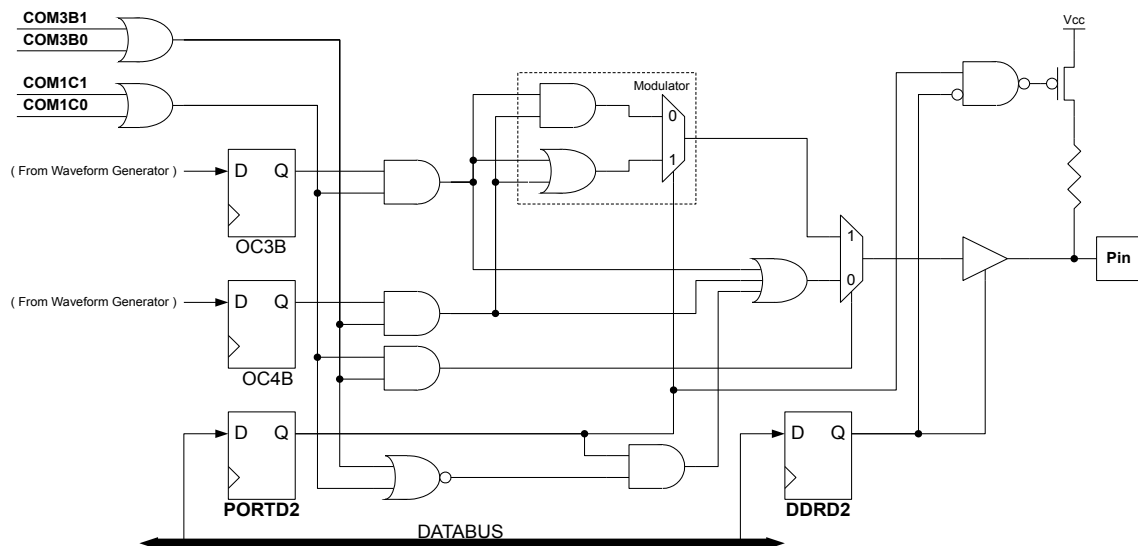 COM3B1
COM3B0
Vcc
COM1C1
COM1C0
Modulator
0
1
( From Waveform Generator )
D Q
OC3B
1
0
Pin
( From Waveform Generator )
D Q
OC4B
D Q
PORTD2
D Q
DDRD2
DATABUS